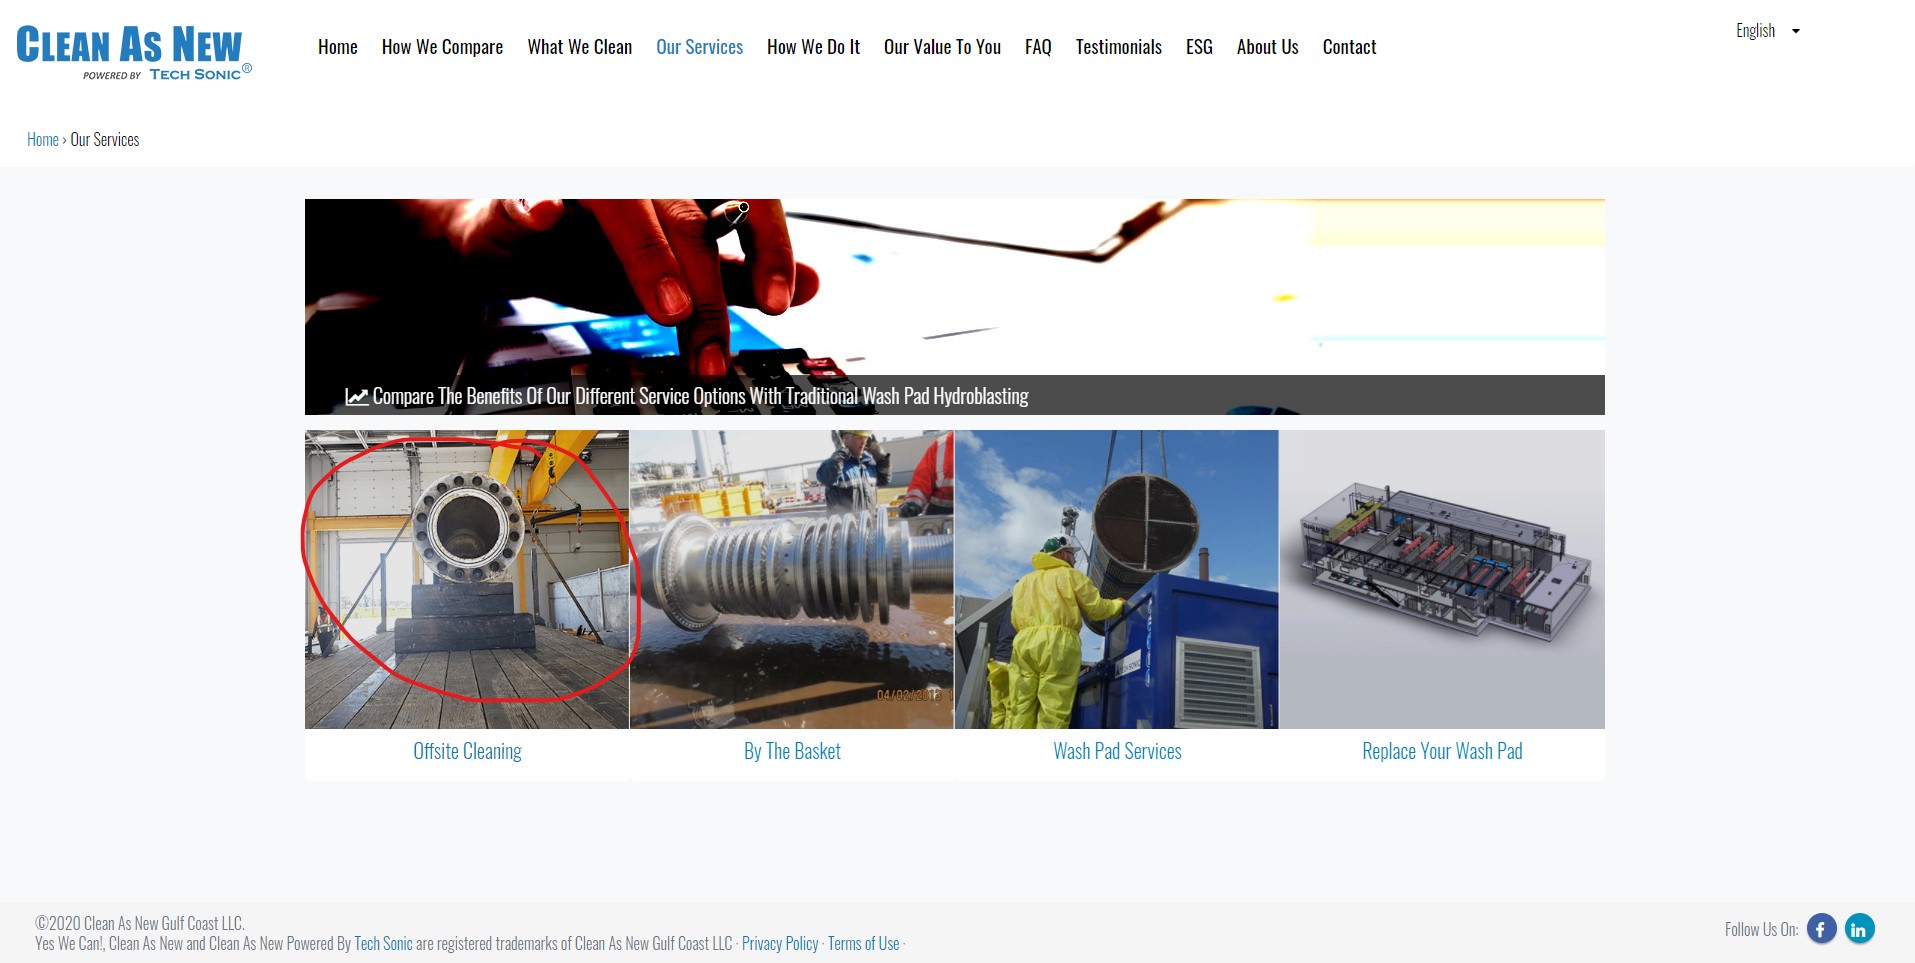 CLEAN AS NEW
POWERED BY TECH SONIC®
Home How We Compare What We Clean Our Services How We Do It Our Value To You FAQ Testimonials ESG About Us Contact
English
Home › Our Services
Compare The Benefits Of Our Different Service Options With Traditional Wash Pad Hydroblasting
04/02/2013 1
Offsite Cleaning
By The Basket
Wash Pad Services
Replace Your Wash Pad
©2020 Clean As New Gulf Coast LLC.
Yes We Can!, Clean As New and Clean As New Powered By Tech Sonic are registered trademarks of Clean As New Gulf Coast LLC · Privacy Policy · Terms of Use ·
Follow Us On: